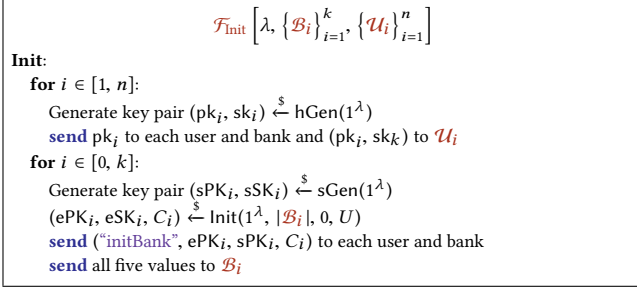 𝓕_Init [λ, {𝓑_i}^k_{i=1}, {𝓤_i}^n_{i=1}]
Init:
for i ∈ [1, n]:
Generate key pair (pk_i, sk_i) ←$ hGen(1^λ)
send pk_i to each user and bank and (pk_i, sk_k) to 𝓤_i
for i ∈ [0, k]:
Generate key pair (sPK_i, sSK_i) ←$ sGen(1^λ)
(ePK_i, eSK_i, C_i) ←$ Init(1^λ, |𝓑_i|, 0, U)
send (“initBank”, ePK_i, sPK_i, C_i) to each user and bank
send all five values to 𝓑_i